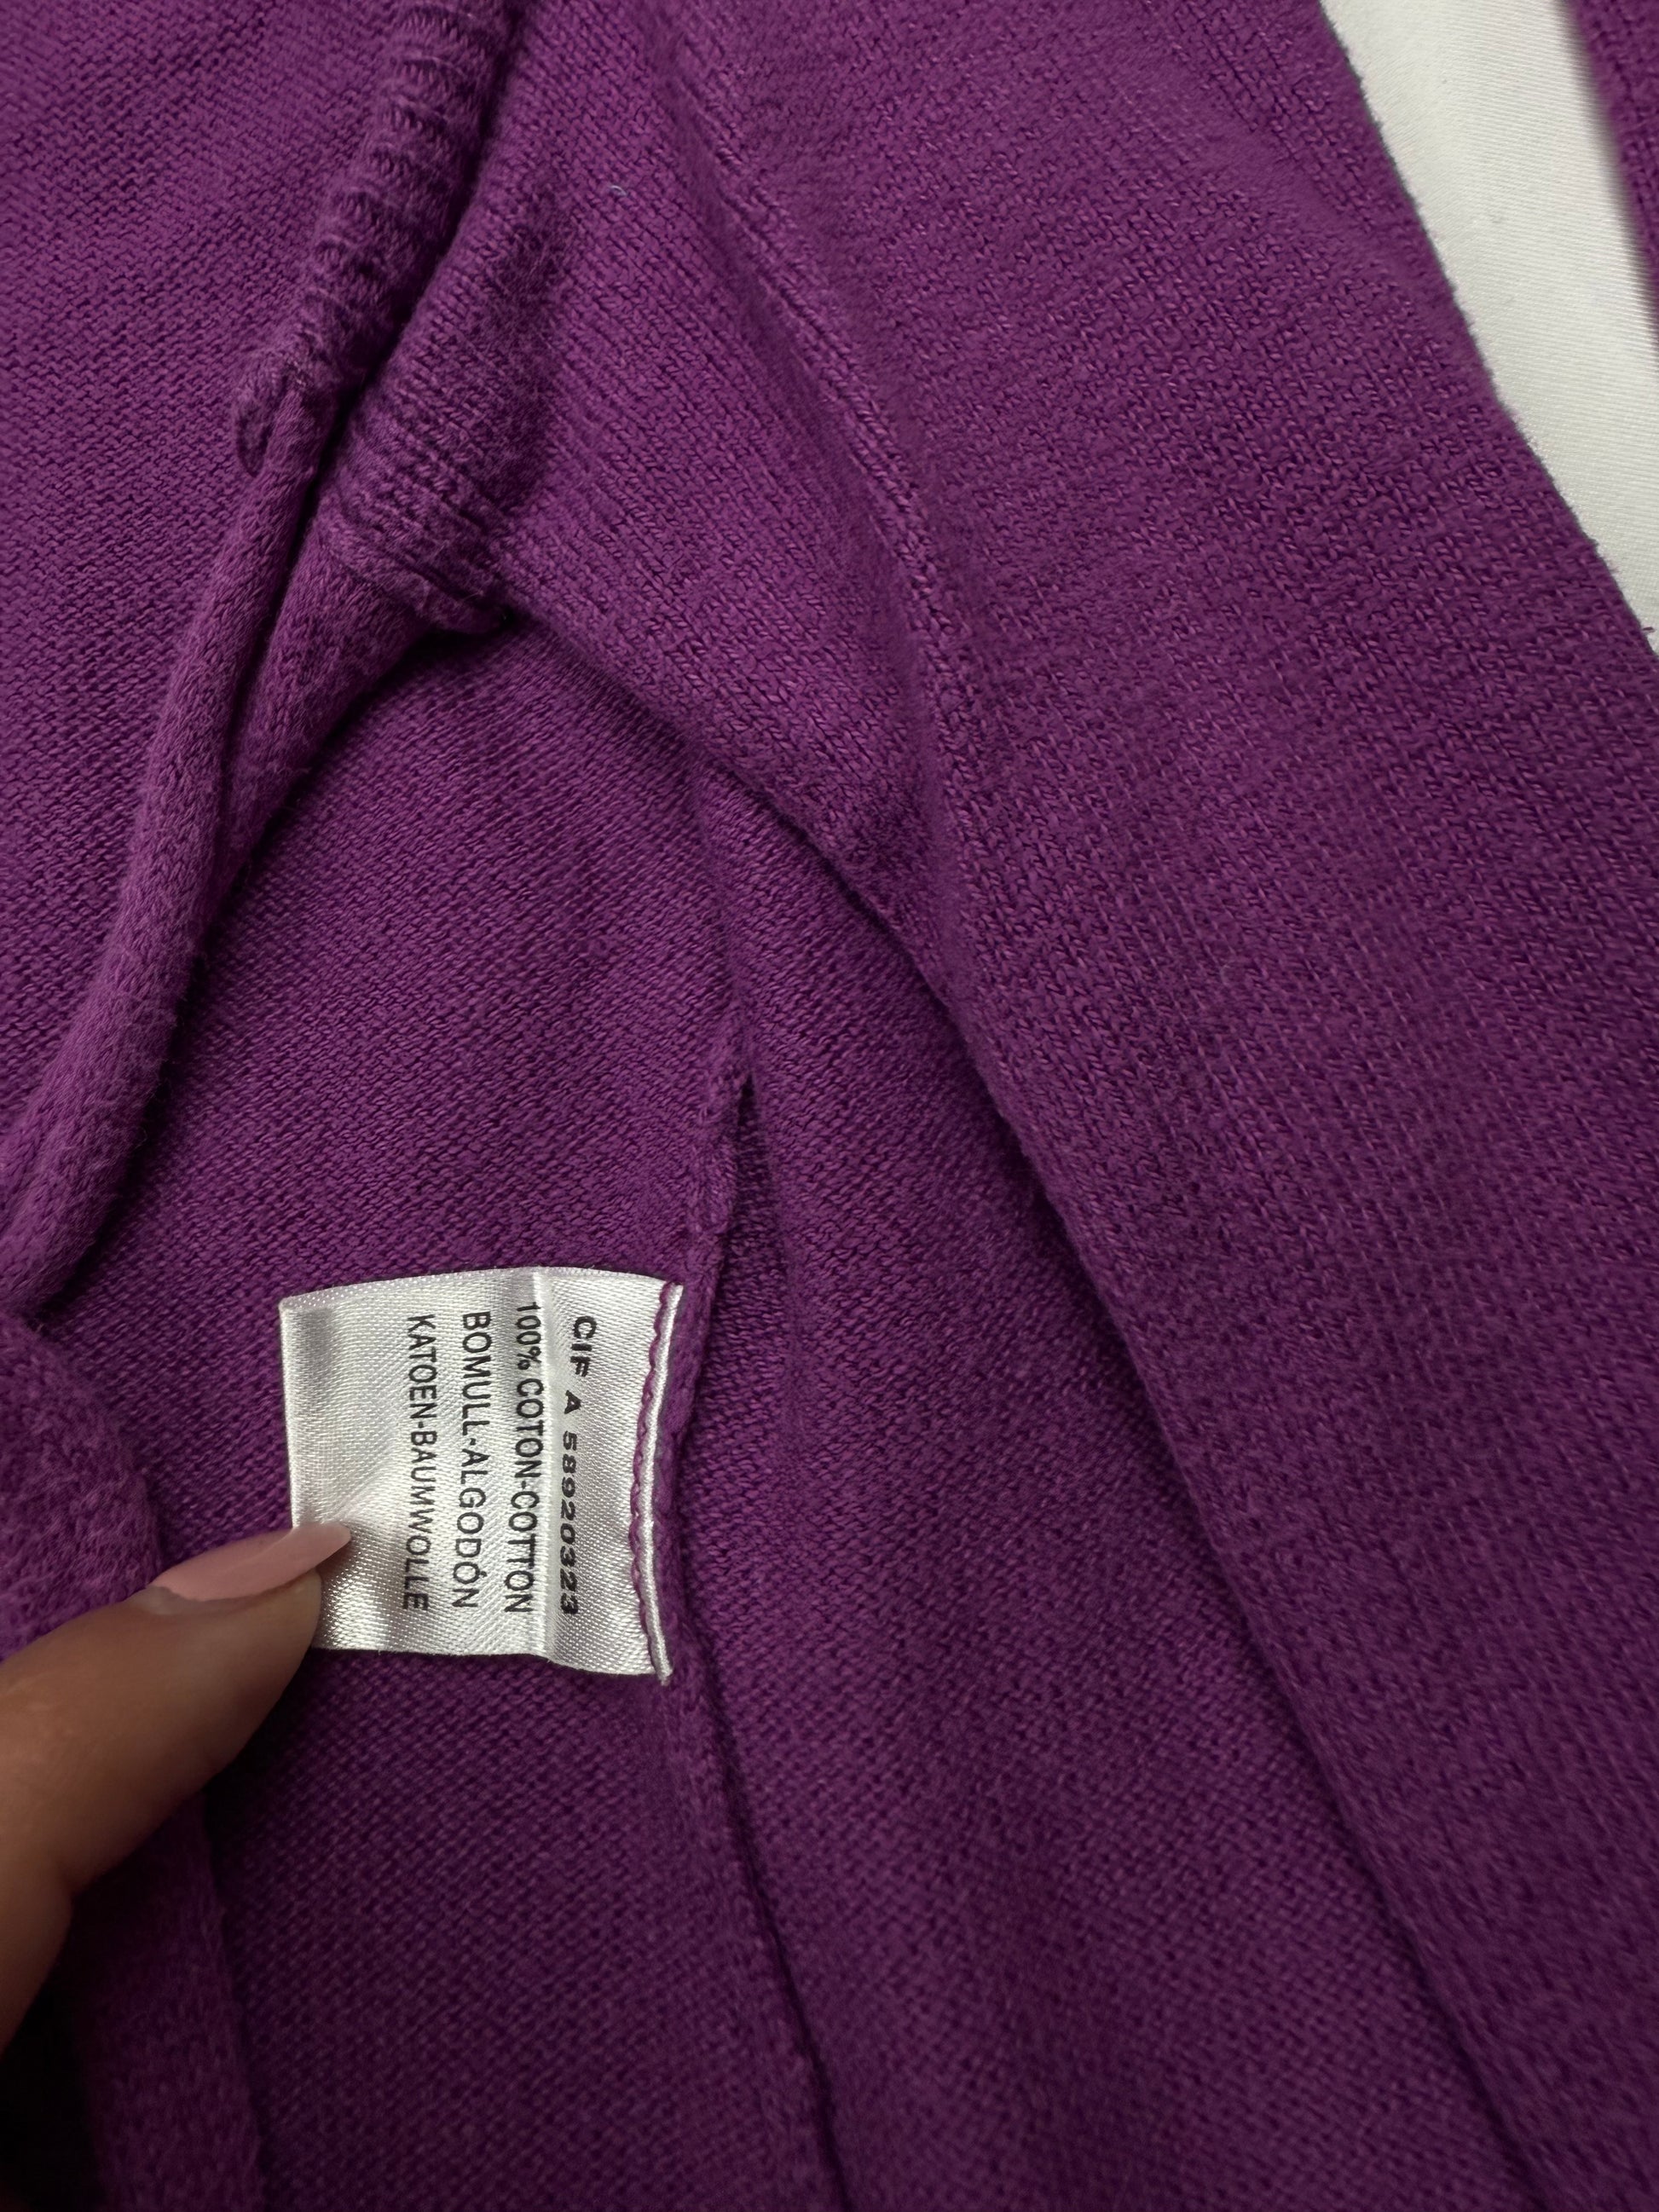 CIF A 58920323
100% COTON-COTTON
BOMULL-ALGODÓN
KATOEN-BAUMWOLLE